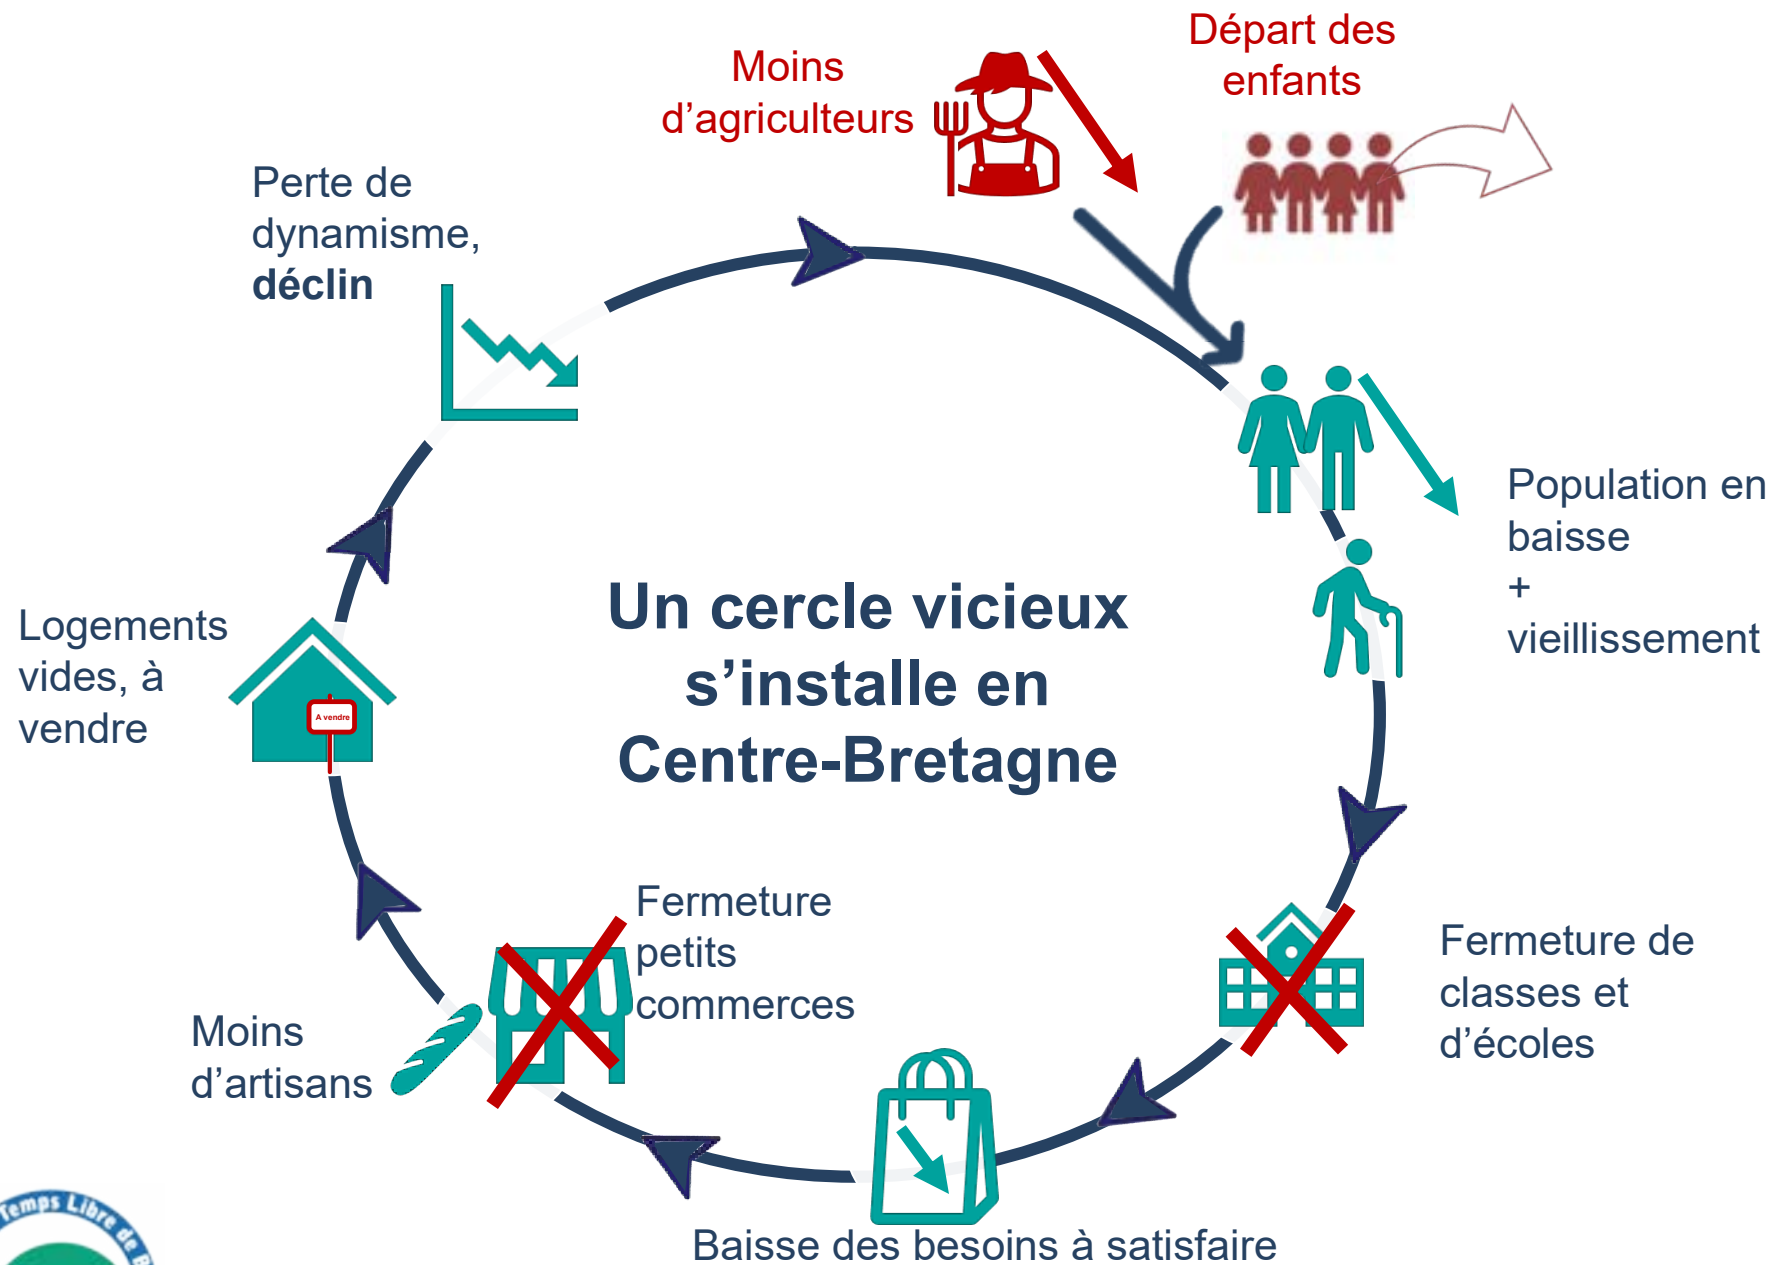 Départ des
enfants
Moins
d'agriculteurs
Perte de
dynamisme,
déclin
Population en
baisse
+
vieillissement
Un cercle vicieux
s'installe en
Centre-Bretagne
Logements
vides, à
vendre
A vendre
Fermeture
petits
commerces
Fermeture de
classes et
d'écoles
Moins
d'artisans
Baisse des besoins à satisfaire
Temps Libre de